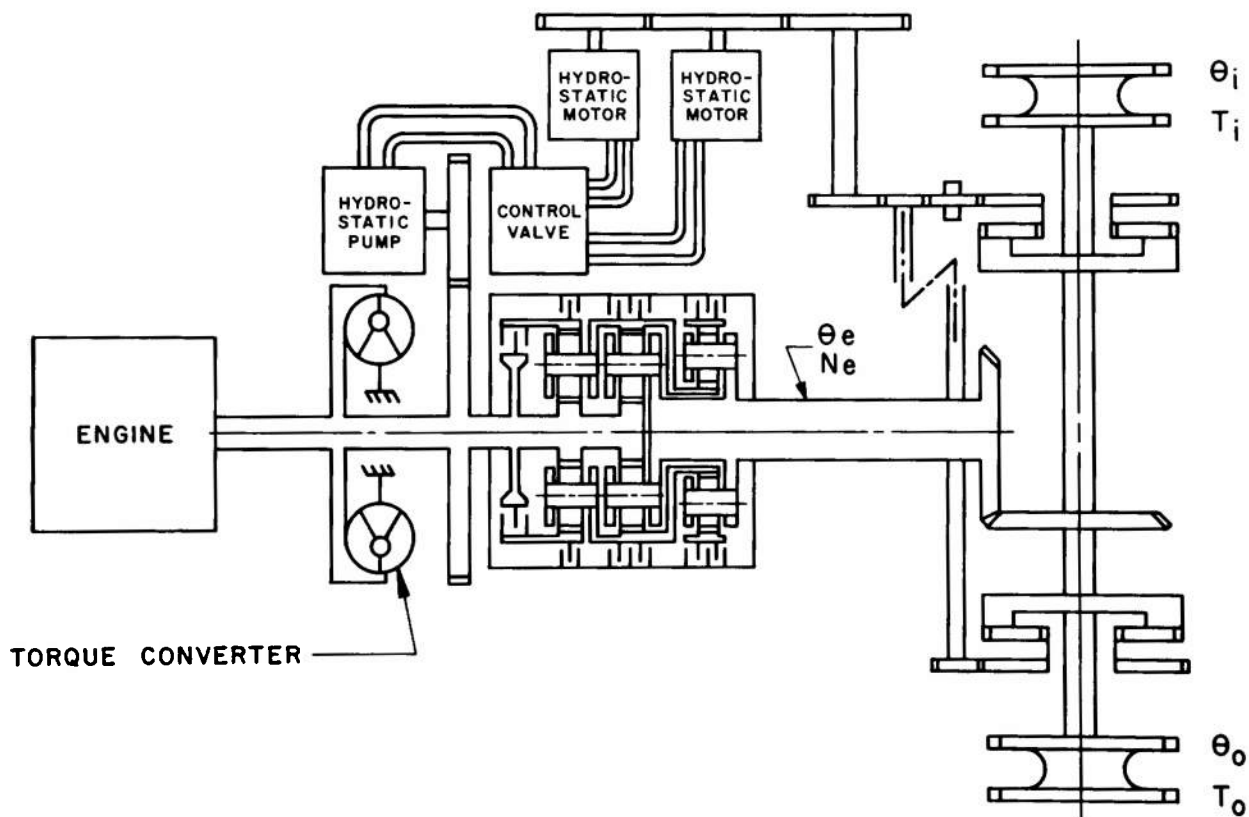 HYDRO-
STATIC
MOTOR
HYDRO-
STATIC
MOTOR
θi
Ti
HYDRO-
STATIC
PUMP
CONTROL
VALVE
θe
Ne
ENGINE
TORQUE CONVERTER
θo
To